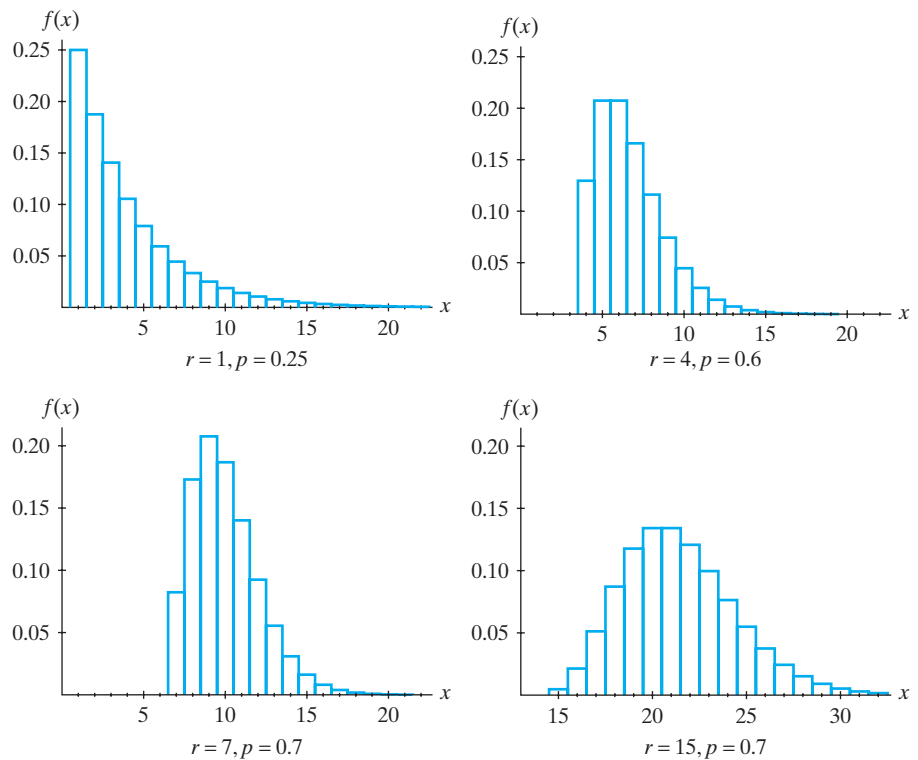 f(x)
0.25
0.20
0.15
0.10
0.05
5 10 15 20 x
r = 1, p = 0.25
f(x)
0.25
0.20
0.15
0.10
0.05
5 10 15 20 x
r = 4, p = 0.6
f(x)
0.20
0.15
0.10
0.05
5 10 15 20 x
r = 7, p = 0.7
f(x)
0.20
0.15
0.10
0.05
15 20 25 30 x
r = 15, p = 0.7